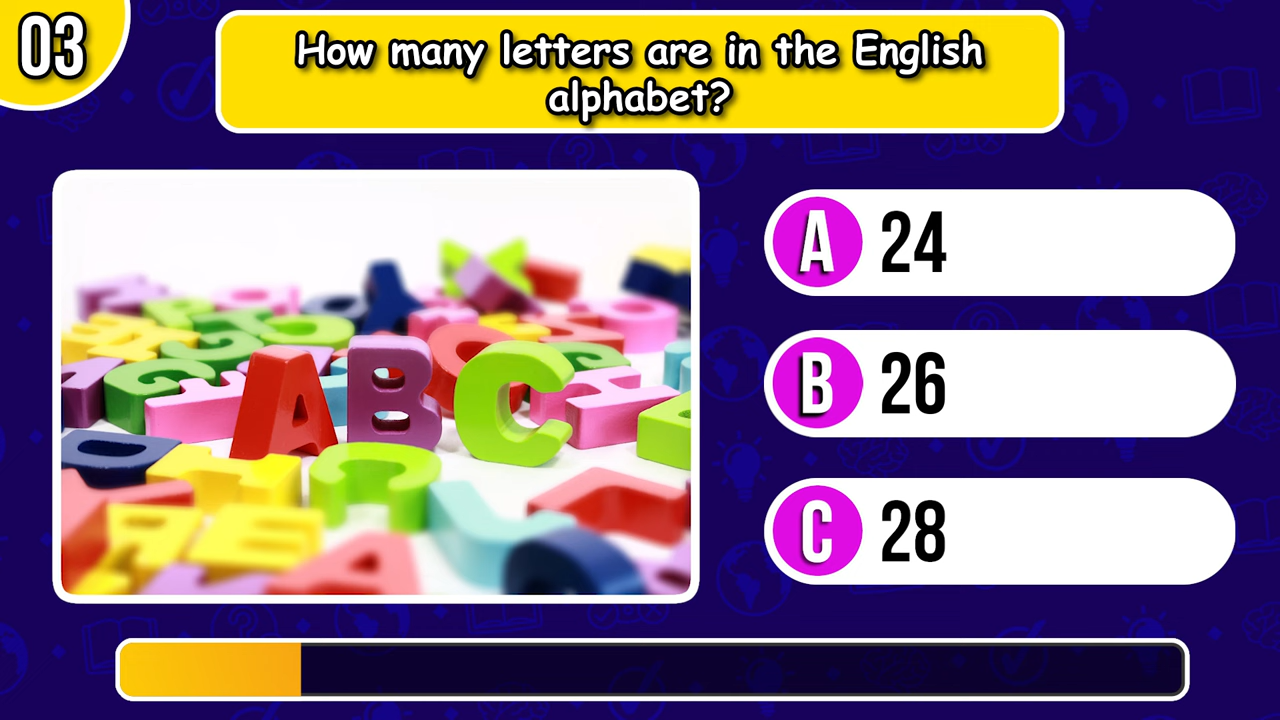 03
How many letters are in the English
alphabet?
A 24
B 26
C 28
A B C